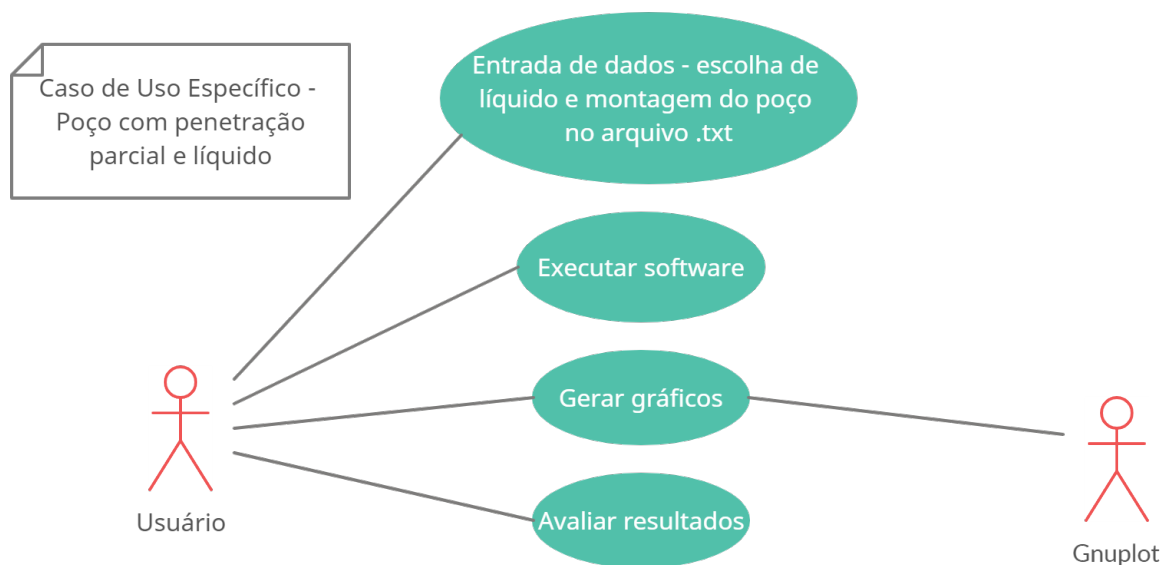 Caso de Uso Específico -
Poço com penetração
parcial e líquido
Entrada de dados - escolha de
líquido e montagem do poço
no arquivo .txt
Executar software
Gerar gráficos
Avaliar resultados
Usuário
Gnuplot